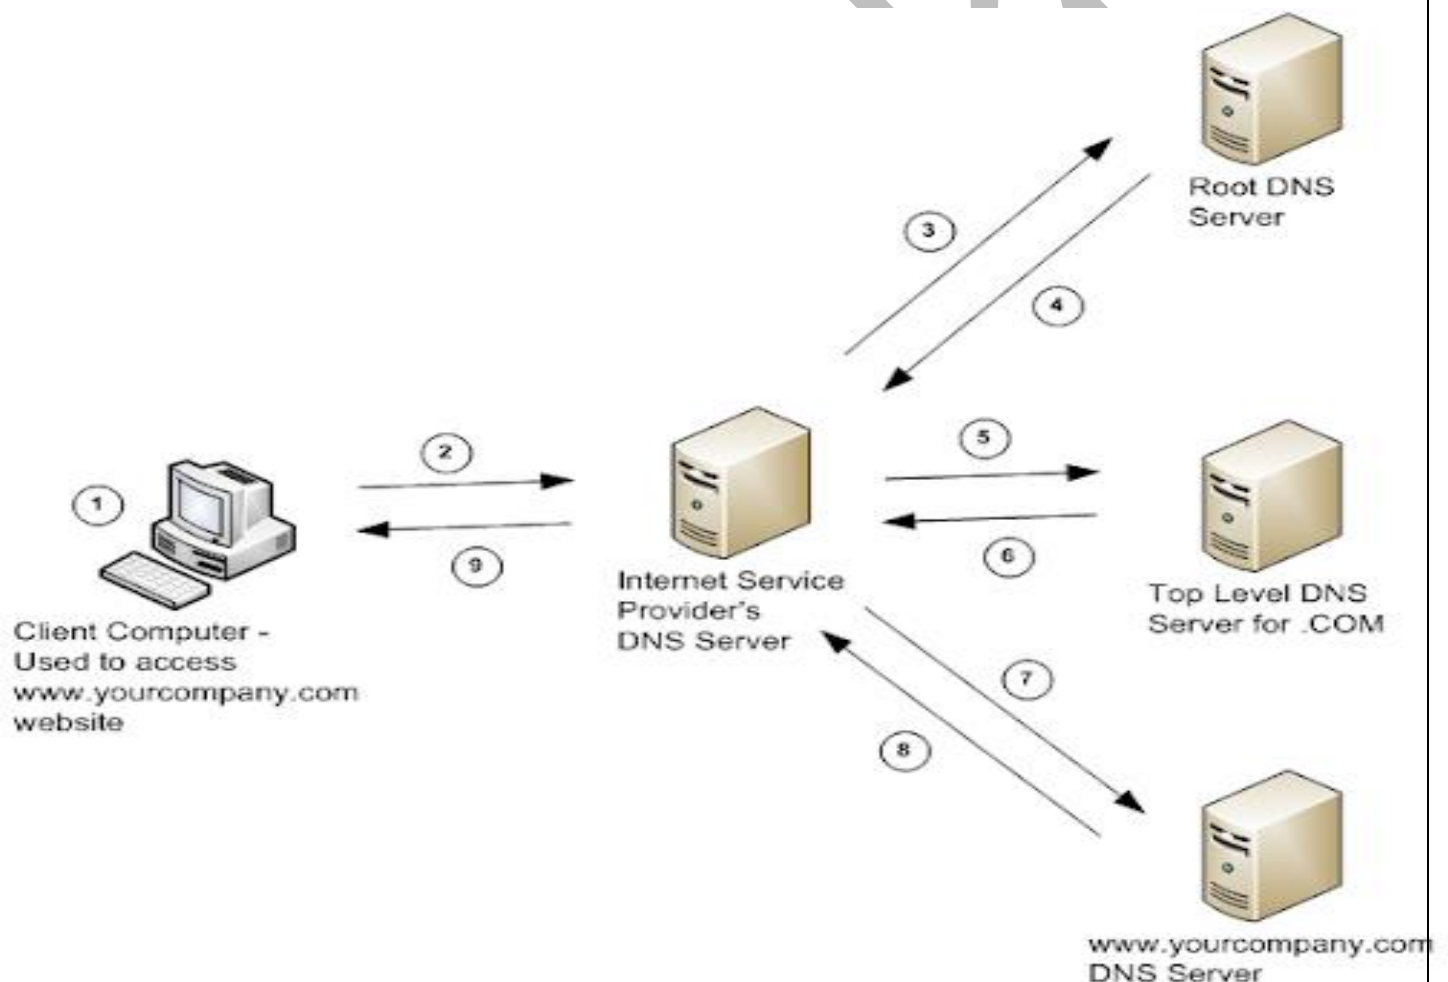 Root DNS
Server
3
4
2
5
1
9
6
Internet Service
Provider's
DNS Server
Top Level DNS
Server for .COM
Client Computer -
Used to access
www.yourcompany.com
website
7
8
www.yourcompany.com
DNS Server